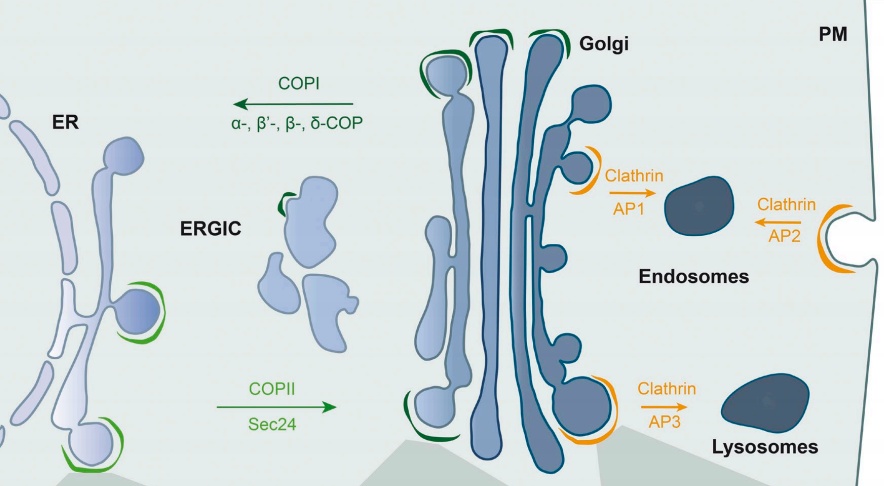 PM
Golgi
COPI
α-, β’-, β-, δ-COP
ER
Clathrin
AP1
Clathrin
AP2
ERGIC
Endosomes
COPII
Sec24
Clathrin
AP3
Lysosomes